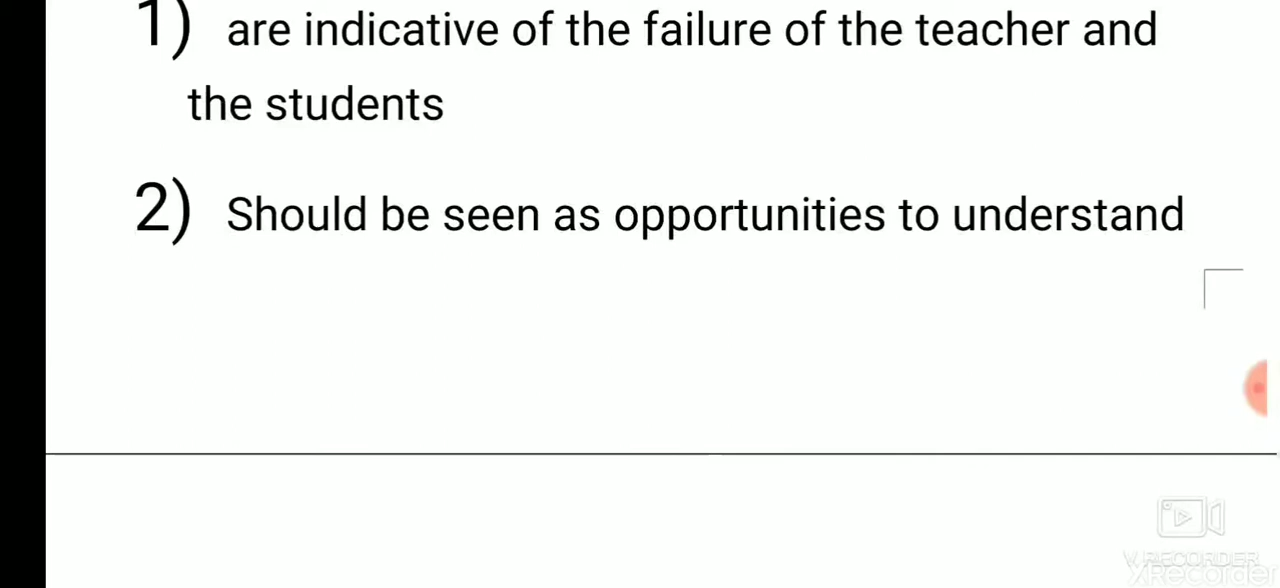 1) are indicative of the failure of the teacher and
the students
2) Should be seen as opportunities to understand
V RECORDER
XRecorder